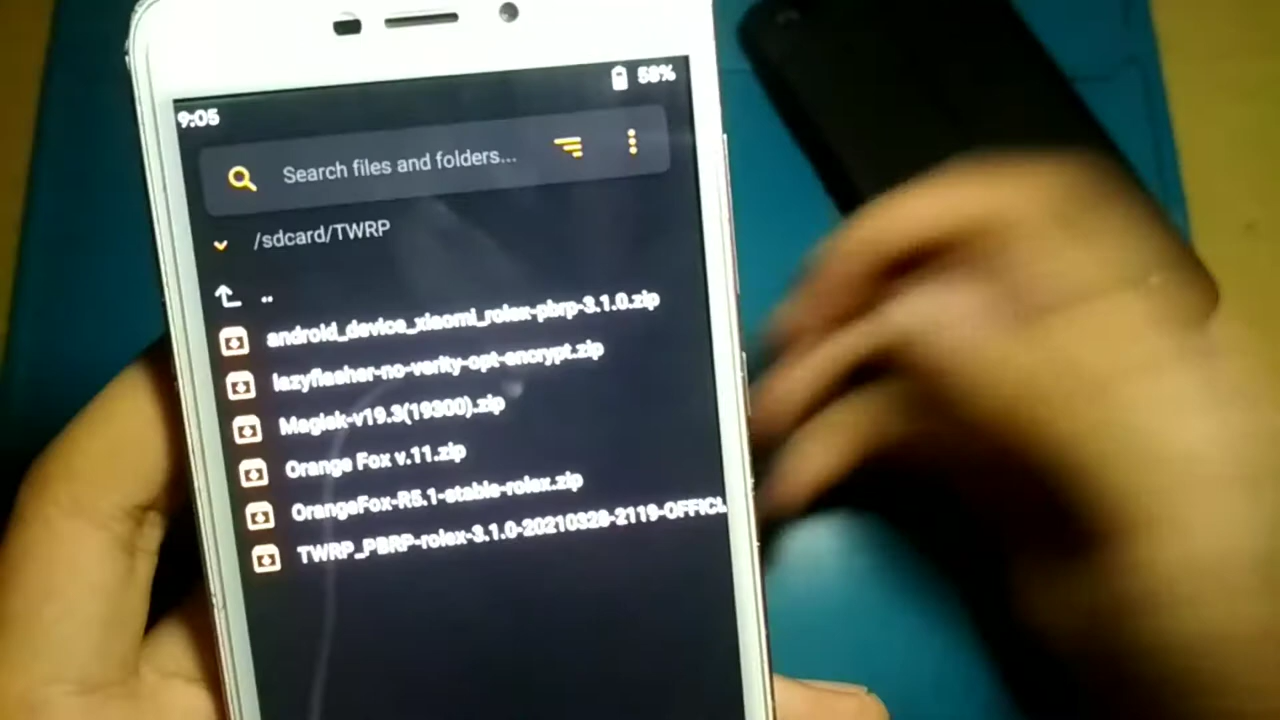 58%
9:05
Search files and folders...
/sdcard/TWRP
..
android_device_xiaomi_rolex-pbrp-3.1.0.zip
lazyflasher-no-verity-opt-encrypt.zip
Magisk-v19.3(19300).zip
Orange Fox v.11.zip
OrangeFox-R5.1-stable-rolex.zip
TWRP_PBRP-rolex-3.1.0-20210328-2119-OFFICI